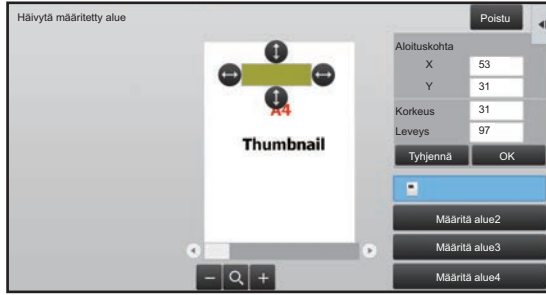 Häivytä määritetty alue
Poistu
Aloituskohta
X 53
Y 31
Korkeus 31
Leveys 97
Tyhjennä OK
A4
Thumbnail
Määritä alue2
Määritä alue3
Määritä alue4